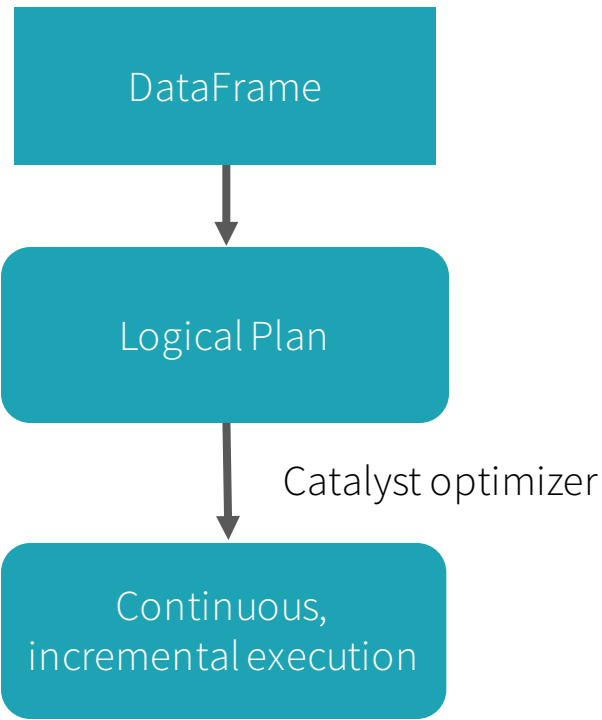 DataFrame
Logical Plan
Catalyst optimizer
Continuous,
incremental execution